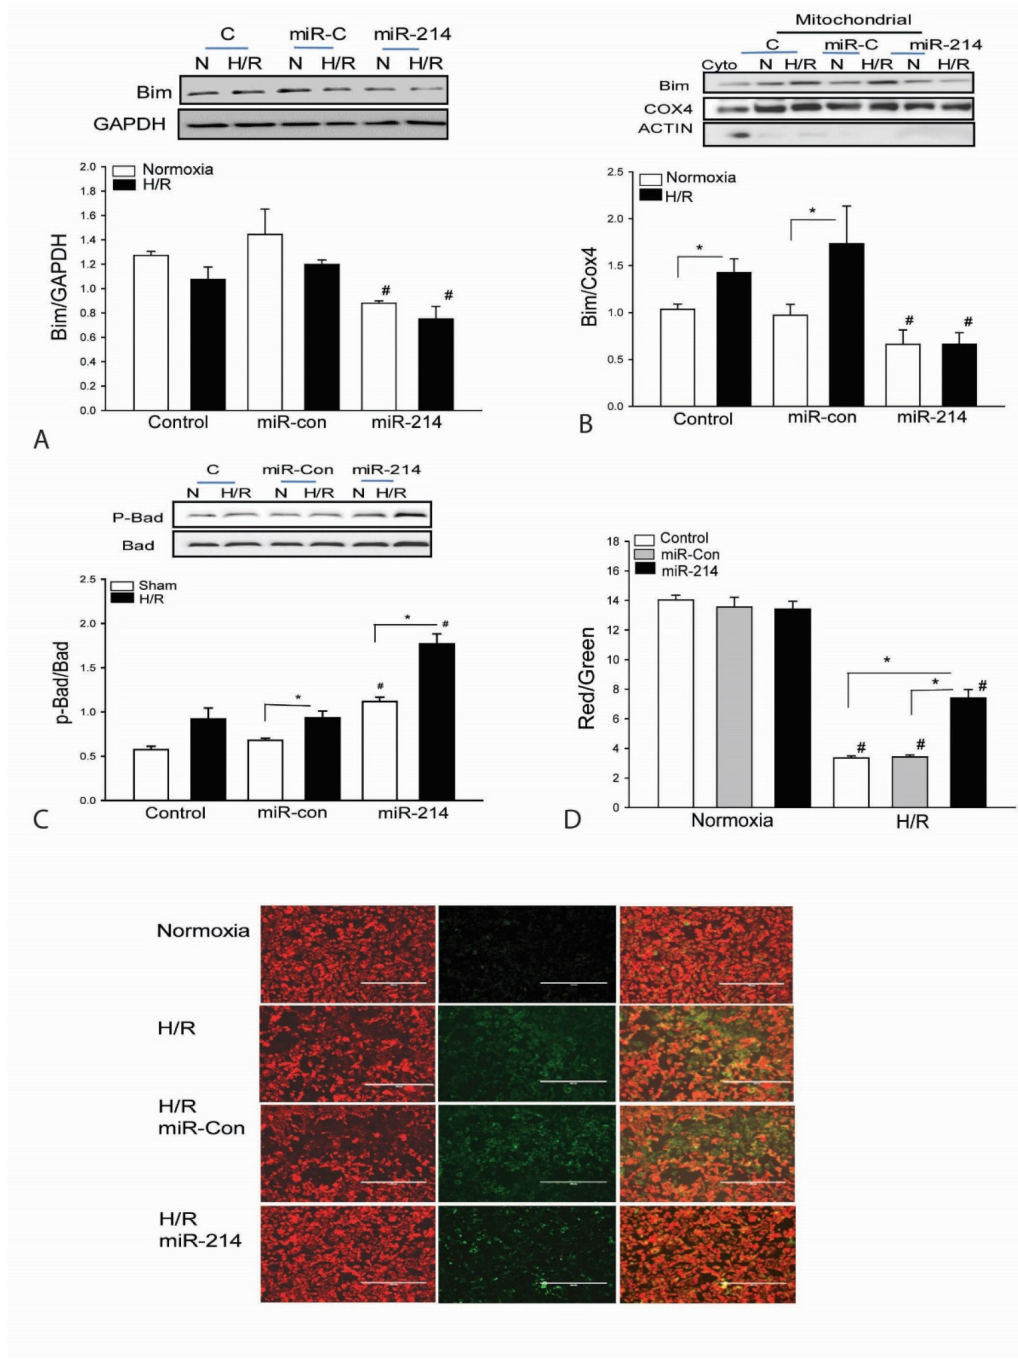 C miR-C miR-214
N H/R N H/R N H/R
Bim
GAPDH
2.0
1.8
1.6
1.4
1.2
1.0
0.8
0.6
0.4
0.2
0.0
Normoxia
H/R
Bim/GAPDH
# #
Control miR-con miR-214
A
Mitochondrial
C miR-C miR-214
Cyto N H/R N H/R N H/R
Bim
COX4
ACTIN
2.5
2.0
1.5
1.0
0.5
0.0
Normoxia
H/R
Bim/Cox4
* * # #
Control miR-con miR-214
B
C miR-Con miR-214
N H/R N H/R N H/R
P-Bad
Bad
2.5
2.0
1.5
1.0
0.5
0.0
Sham
H/R
p-Bad/Bad
* # * #
Control miR-con miR-214
C
18
16
14
12
10
8
6
4
2
0
Control
miR-Con
miR-214
Red/Green
*
* #
# #
Normoxia H/R
D
Normoxia
H/R
H/R
miR-Con
H/R
miR-214